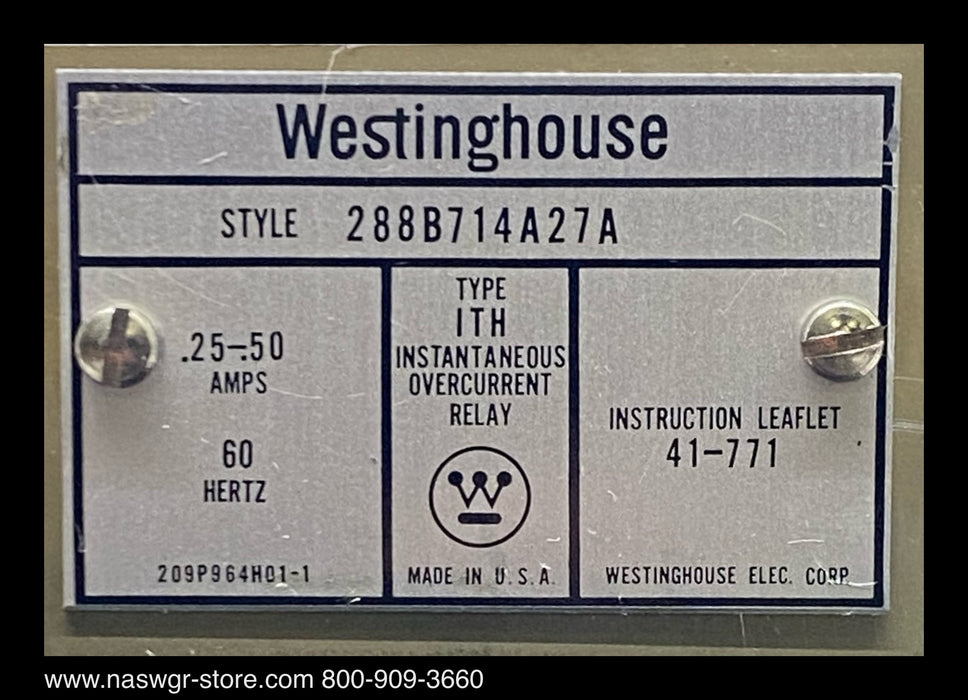 Westinghouse
STYLE 288B714A27A
.25-.50
AMPS
60
HERTZ
209P964H01-1
TYPE
ITH
INSTANTANEOUS
OVERCURRENT
RELAY
MADE IN U.S.A.
INSTRUCTION LEAFLET
41-771
WESTINGHOUSE ELEC. CORP.
www.naswgr-store.com 800-909-3660